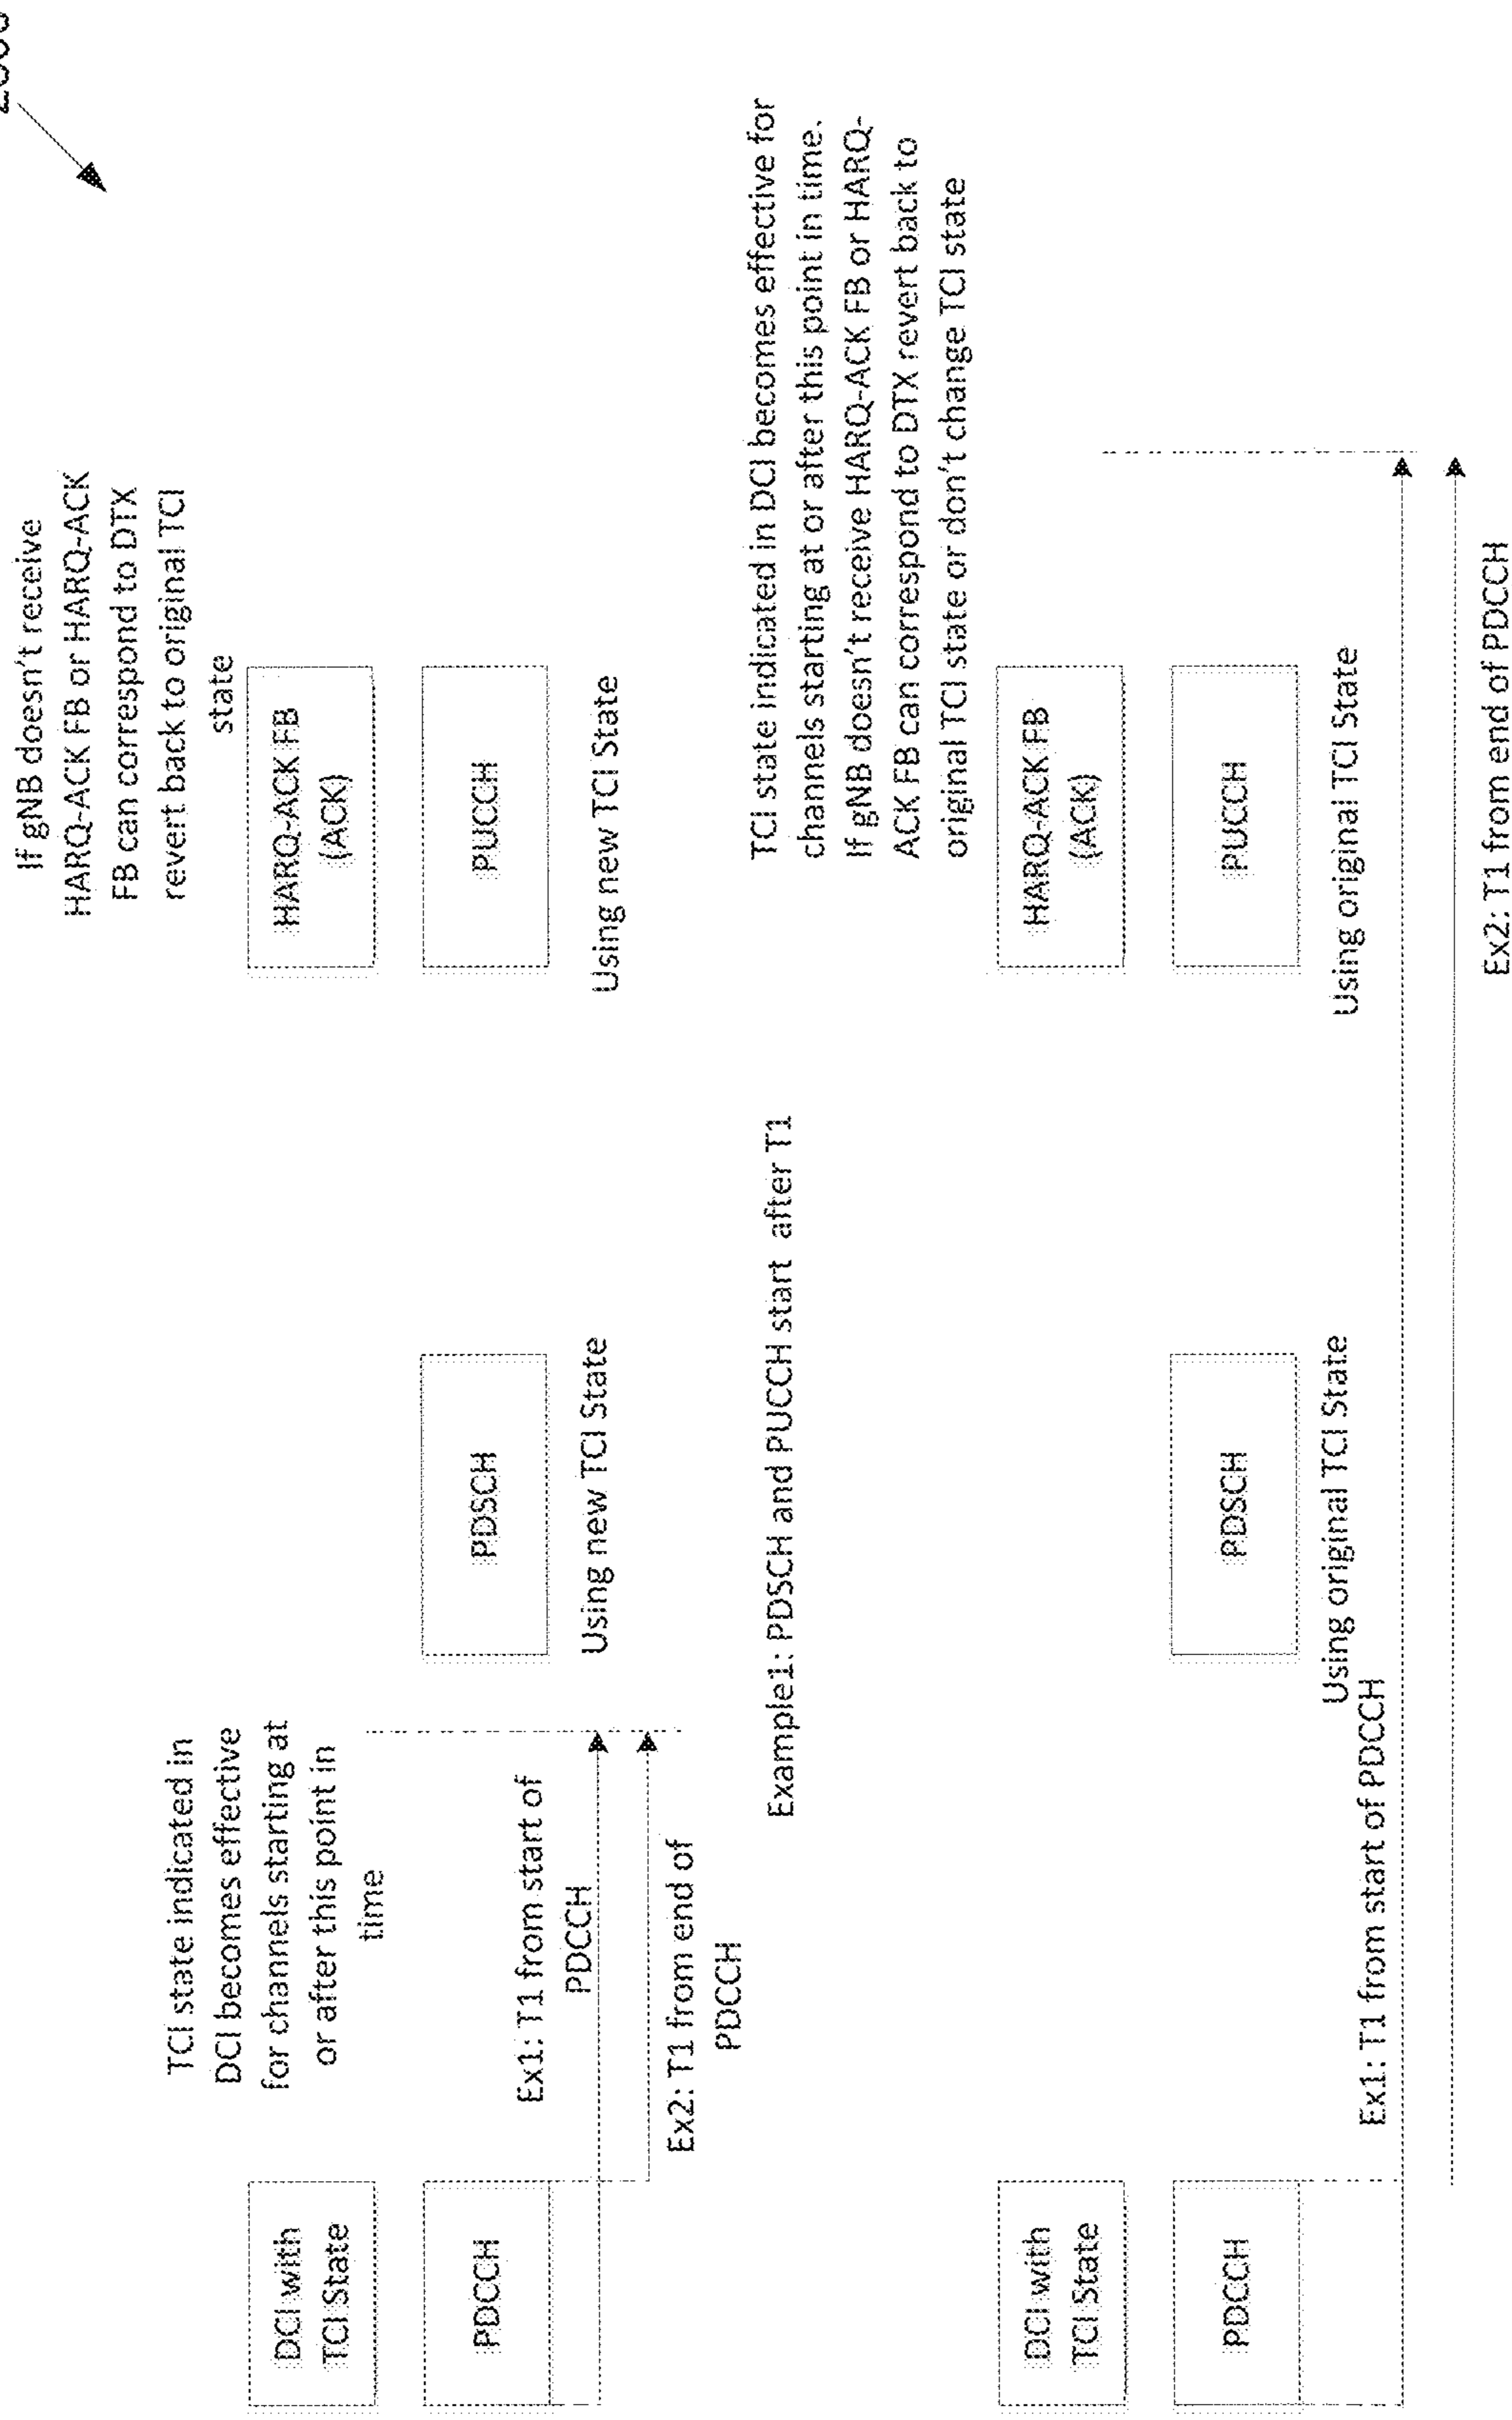 TCI state indicated in
DCI becomes effective
for channels starting at
or after this point in
time
If gNB doesn't receive
HARQ-ACK FB or HARQ-ACK
FB can correspond to DTX
revert back to original TCI
state
DCI with
TCI State
HARQ-ACK FB
(ACK)
PDCCH
PDSCH
PUCCH
Ex1: T1 from start of
PDCCH
Using new TCI State
Using new TCI State
Ex2: T1 from end of
PDCCH
Example1: PDSCH and PUCCH start after T1
TCI state indicated in DCI becomes effective for
channels starting at or after this point in time.
If gNB doesn't receive HARQ-ACK FB or HARQ-
ACK FB can correspond to DTX revert back to
original TCI state or don't change TCI state
DCI with
TCI State
HARQ-ACK FB
(ACK)
PDCCH
PDSCH
PUCCH
Using original TCI State
Using original TCI State
Ex1: T1 from start of PDCCH
Ex2: T1 from end of PDCCH